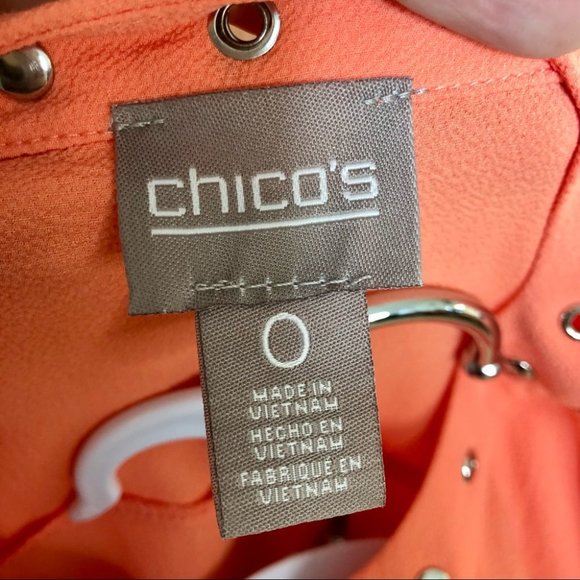 chico's
0
MADE IN
VIETNAM
HECHO EN
VIETNAM
FABRIQUE EN
VIETNAM